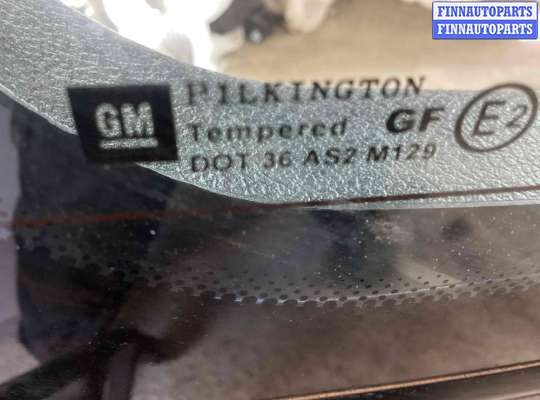 FINNAUTOPARTS
FINNAUTOPARTS
GM
PILKINGTON
Tempered GF E2
DOT 36 AS2 M129